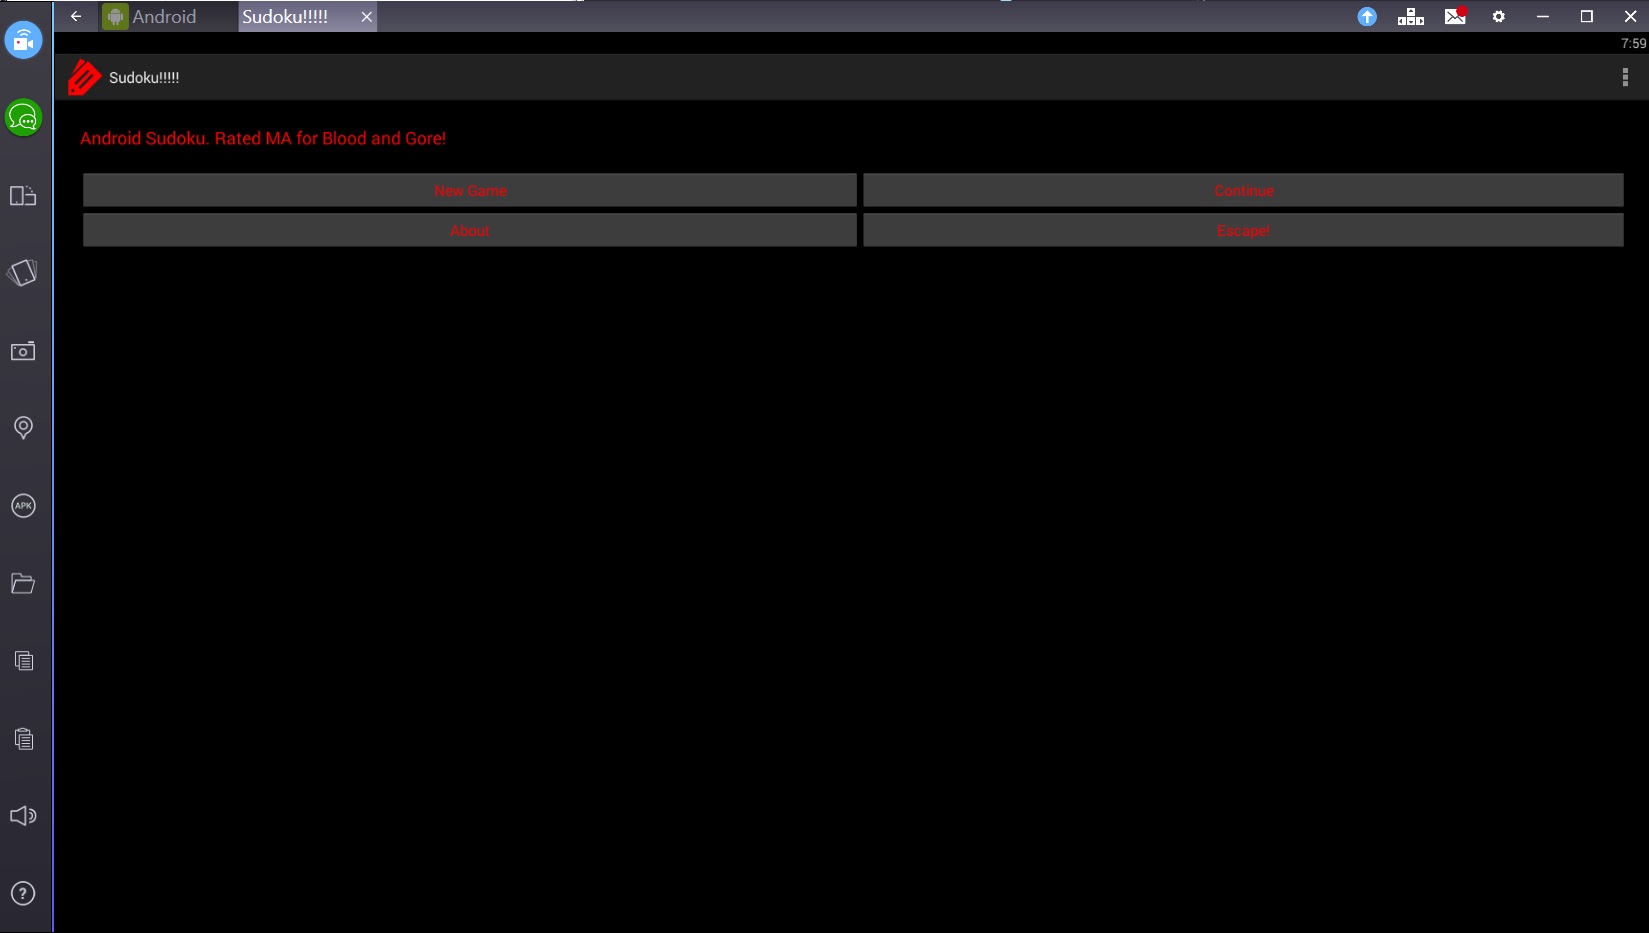 Android
Sudoku!!!!!
7:59
Sudoku!!!!!
Android Sudoku. Rated MA for Blood and Gore!
New Game
Continue
About
Escape!
APK
?